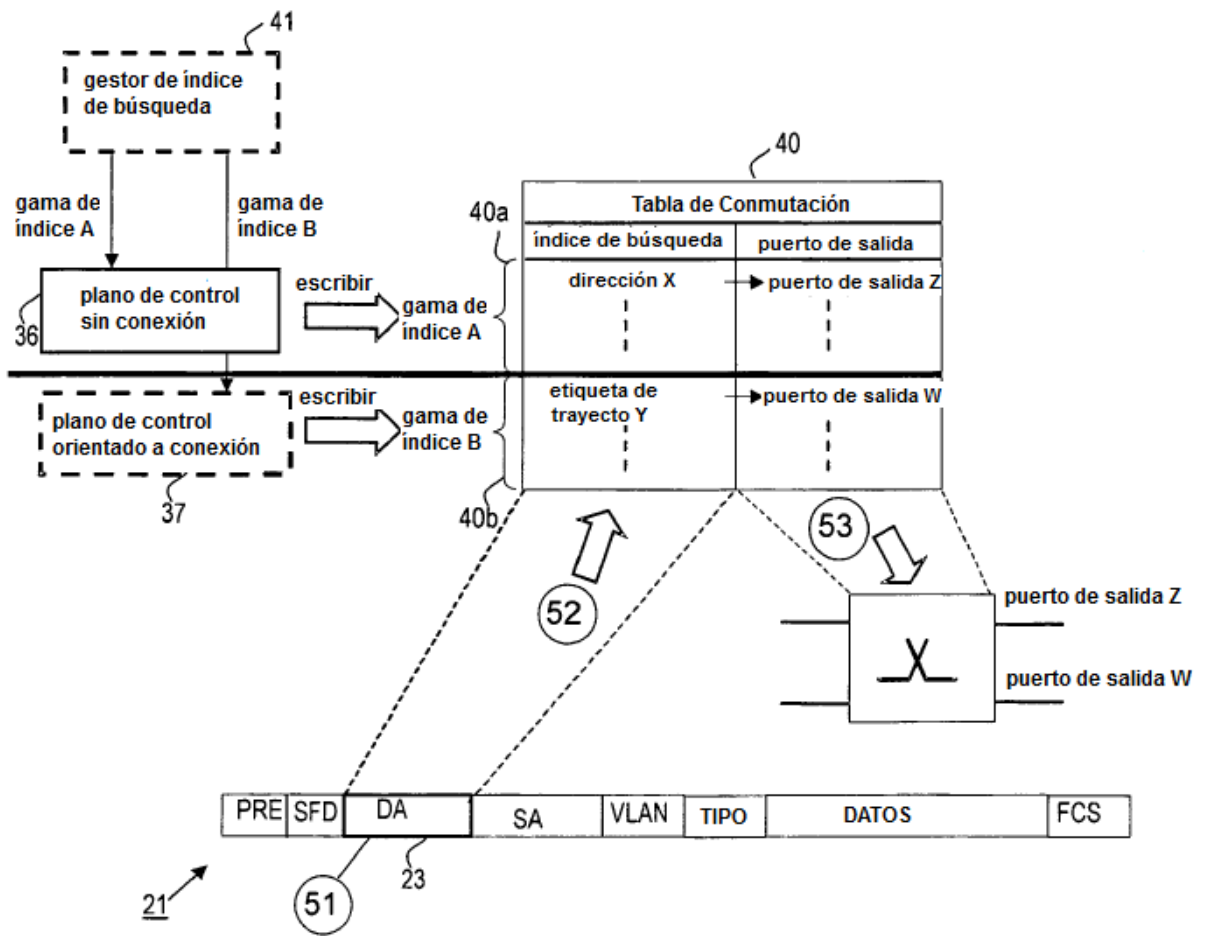 41
gestor de índice
de búsqueda
gama de
índice A
gama de
índice B
40
Tabla de Conmutación
índice de búsqueda
puerto de salida
40a
dirección X
puerto de salida Z
36
plano de control
sin conexión
escribir
gama de
índice A
etiqueta de
trayecto Y
puerto de salida W
plano de control
orientado a conexión
escribir
gama de
índice B
37
40b
52
53
puerto de salida Z
puerto de salida W
PRE
SFD
DA
SA
VLAN
TIPO
DATOS
FCS
21
51
23